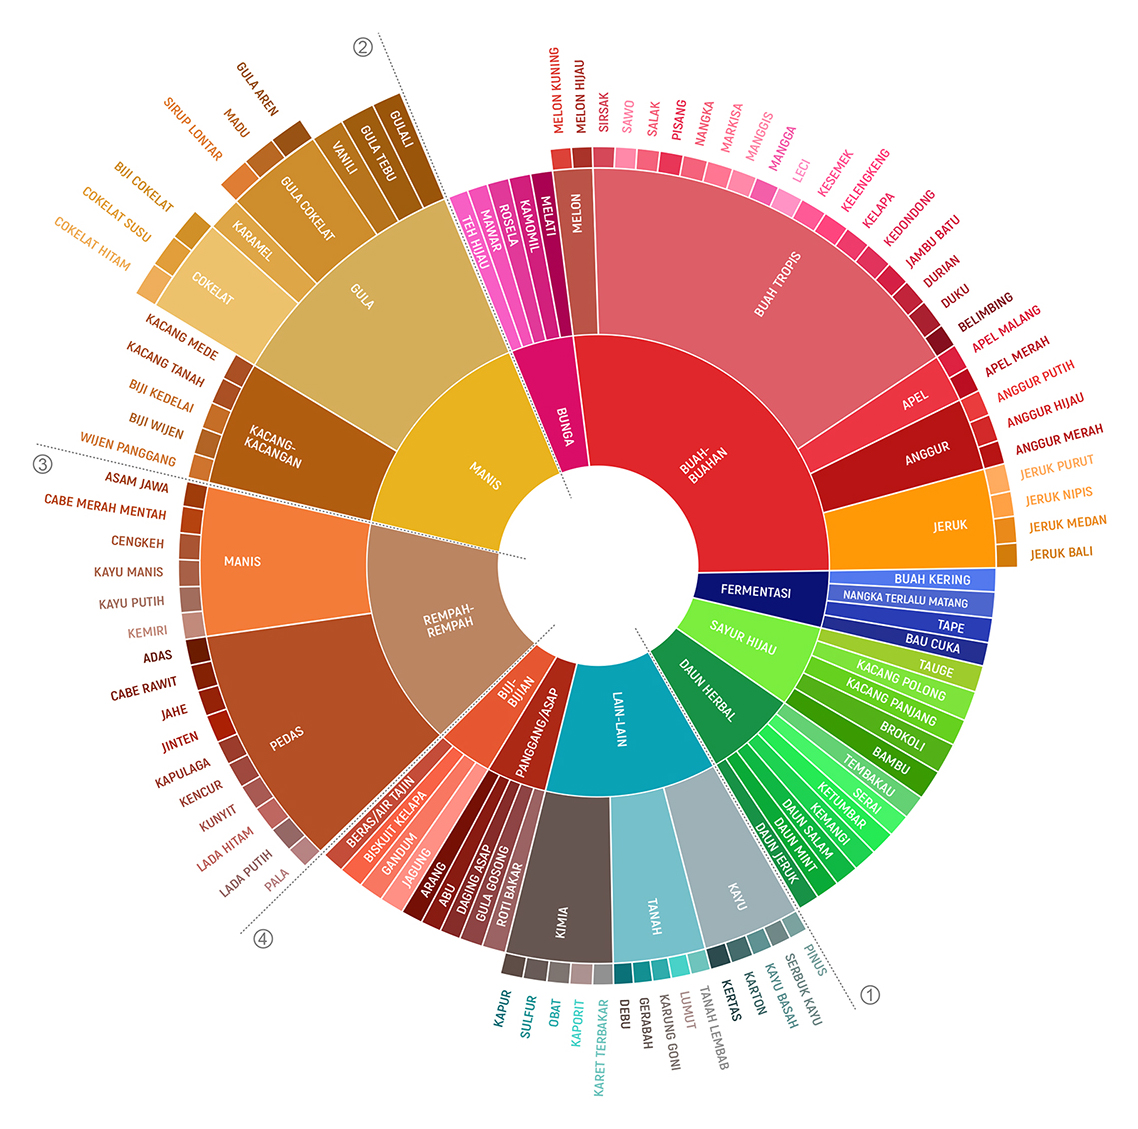 ①
②
③
④
BUNGA
TEH HIJAU
MAWAR
ROSELA
KAMOMIL
MELATI
BUAH-
BUAHAN
MELON
MELON KUNING
MELON HIJAU
BUAH TROPIS
SIRSAK
SAWO
SALAK
PISANG
NANGKA
MARKISA
MANGGIS
MANGGA
LECI
KESEMEK
KELENGKENG
KELAPA
KEDONDONG
JAMBU BATU
DURIAN
DUKU
BELIMBING
APEL
APEL MALANG
APEL MERAH
ANGGUR
ANGGUR PUTIH
ANGGUR HIJAU
ANGGUR MERAH
JERUK
JERUK PURUT
JERUK NIPIS
JERUK MEDAN
JERUK BALI
FERMENTASI
BUAH KERING
NANGKA TERLALU MATANG
TAPE
BAU CUKA
SAYUR HIJAU
TAUGE
KACANG POLONG
KACANG PANJANG
BROKOLI
BAMBU
DAUN HERBAL
TEMBAKAU
SERAI
KETUMBAR
KEMANGI
DAUN SALAM
DAUN MINT
DAUN JERUK
LAIN-LAIN
KAYU
PINUS
SERBUK KAYU
KAYU BASAH
KARTON
KERTAS
TANAH
TANAH LEMBAB
LUMUT
KARUNG GONI
GERABAH
DEBU
KIMIA
KARET TERBAKAR
KAPORIT
OBAT
SULFUR
KAPUR
PANGGANG/ASAP
ROTI BAKAR
GULA GOSONG
DAGING ASAP
ABU
ARANG
BIJI-
BIJIAN
JAGUNG
GANDUM
BISKUIT KELAPA
BERAS/AIR TAJIN
REMPAH-
REMPAH
PEDAS
PALA
LADA PUTIH
LADA HITAM
KUNYIT
KENCUR
KAPULAGA
JINTEN
JAHE
CABE RAWIT
ADAS
MANIS
KEMIRI
KAYU PUTIH
KAYU MANIS
CENGKEH
CABE MERAH MENTAH
ASAM JAWA
MANIS
KACANG-
KACANGAN
WIJEN PANGGANG
BIJI WIJEN
BIJI KEDELAI
KACANG TANAH
KACANG MEDE
GULA
COKELAT
COKELAT HITAM
COKELAT SUSU
BIJI COKELAT
KARAMEL
GULA COKELAT
SIRUP LONTAR
MADU
GULA AREN
VANILI
GULA TEBU
GULALI